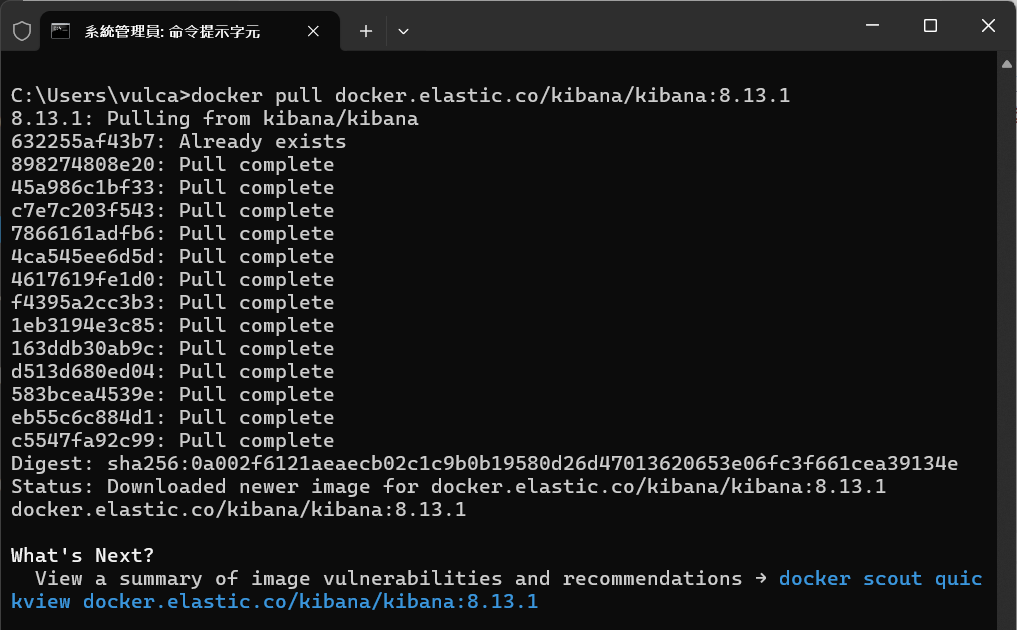 系統管理員: 命令提示字元
C:\Users\vulca>docker pull docker.elastic.co/kibana/kibana:8.13.1
8.13.1: Pulling from kibana/kibana
632255af43b7: Already exists
898274808e20: Pull complete
45a986c1bf33: Pull complete
c7e7c203f543: Pull complete
7866161adfb6: Pull complete
4ca545ee6d5d: Pull complete
4617619fe1d0: Pull complete
f4395a2cc3b3: Pull complete
1eb3194e3c85: Pull complete
163ddb30ab9c: Pull complete
d513d680ed04: Pull complete
583bcea4539e: Pull complete
eb55c6c884d1: Pull complete
c5547fa92c99: Pull complete
Digest: sha256:0a002f6121aeaecb02c1c9b0b19580d26d47013620653e06fc3f661cea39134e
Status: Downloaded newer image for docker.elastic.co/kibana/kibana:8.13.1
docker.elastic.co/kibana/kibana:8.13.1
What's Next?
View a summary of image vulnerabilities and recommendations → docker scout quic
kview docker.elastic.co/kibana/kibana:8.13.1